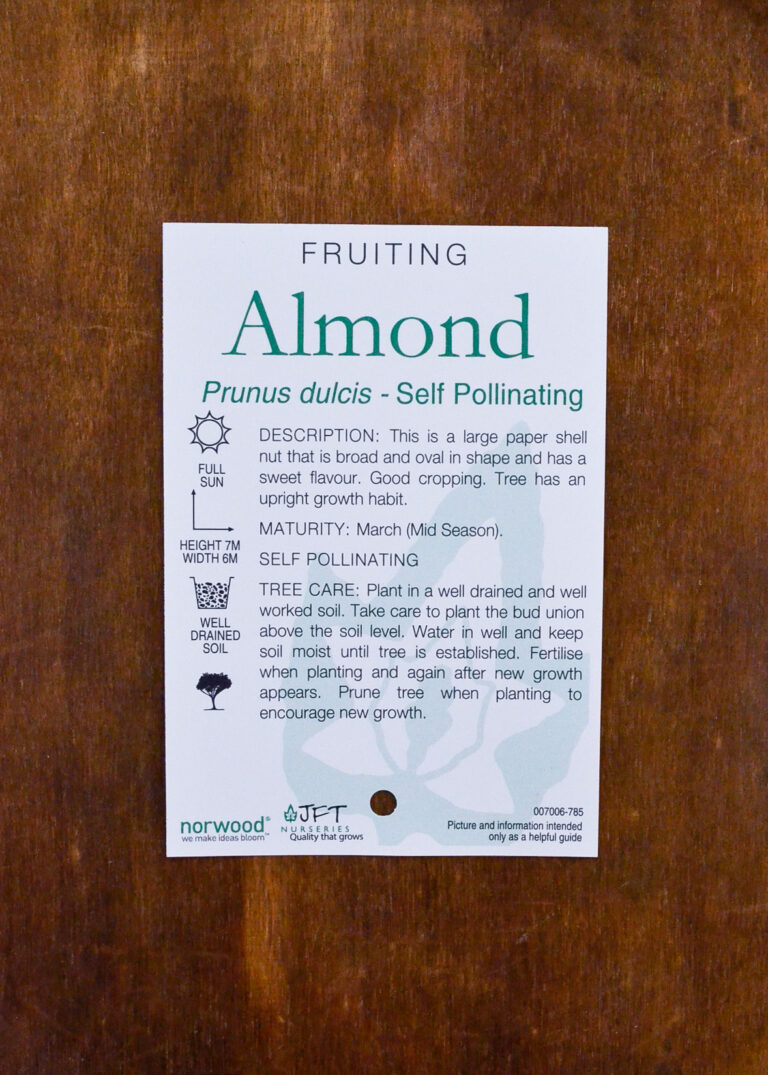 FRUITING
Almond
Prunus dulcis - Self Pollinating
FULL
SUN
HEIGHT 7M
WIDTH 6M
WELL
DRAINED
SOIL
DESCRIPTION: This is a large paper shell
nut that is broad and oval in shape and has a
sweet flavour. Good cropping. Tree has an
upright growth habit.
MATURITY: March (Mid Season).
SELF POLLINATING
TREE CARE: Plant in a well drained and well
worked soil. Take care to plant the bud union
above the soil level. Water in well and keep
soil moist until tree is established. Fertilise
when planting and again after new growth
appears. Prune tree when planting to
encourage new growth.
norwood®
we make ideas bloom™
JFT
NURSERIES
Quality that grows
007006-785
Picture and information intended
only as a helpful guide